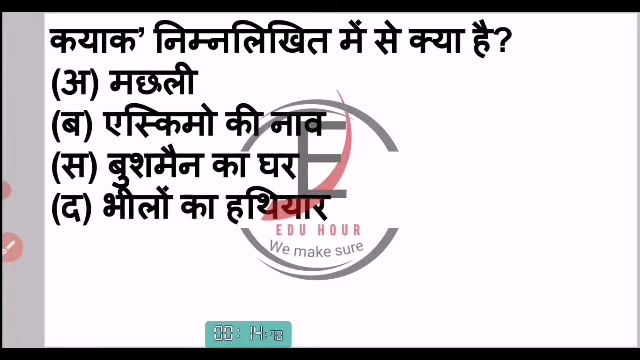 कयाक’ निम्नलिखित में से क्या है?
(अ) मछली
(ब) एस्किमो की नाव
(स) बुशमैन का घर
(द) भीलों का हथियार
E
EDU HOUR
We make sure
00:14:78